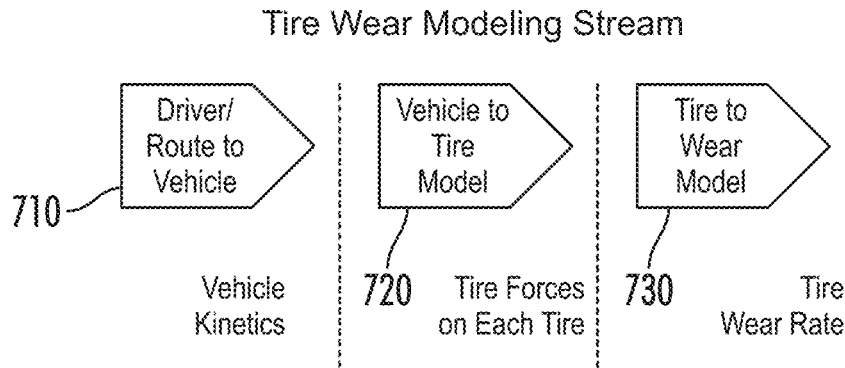 Tire Wear Modeling Stream
Driver/
Route to
Vehicle
710
Vehicle
Kinetics
Vehicle to
Tire
Model
720
Tire Forces
on Each Tire
Tire to
Wear
Model
730
Tire
Wear Rate